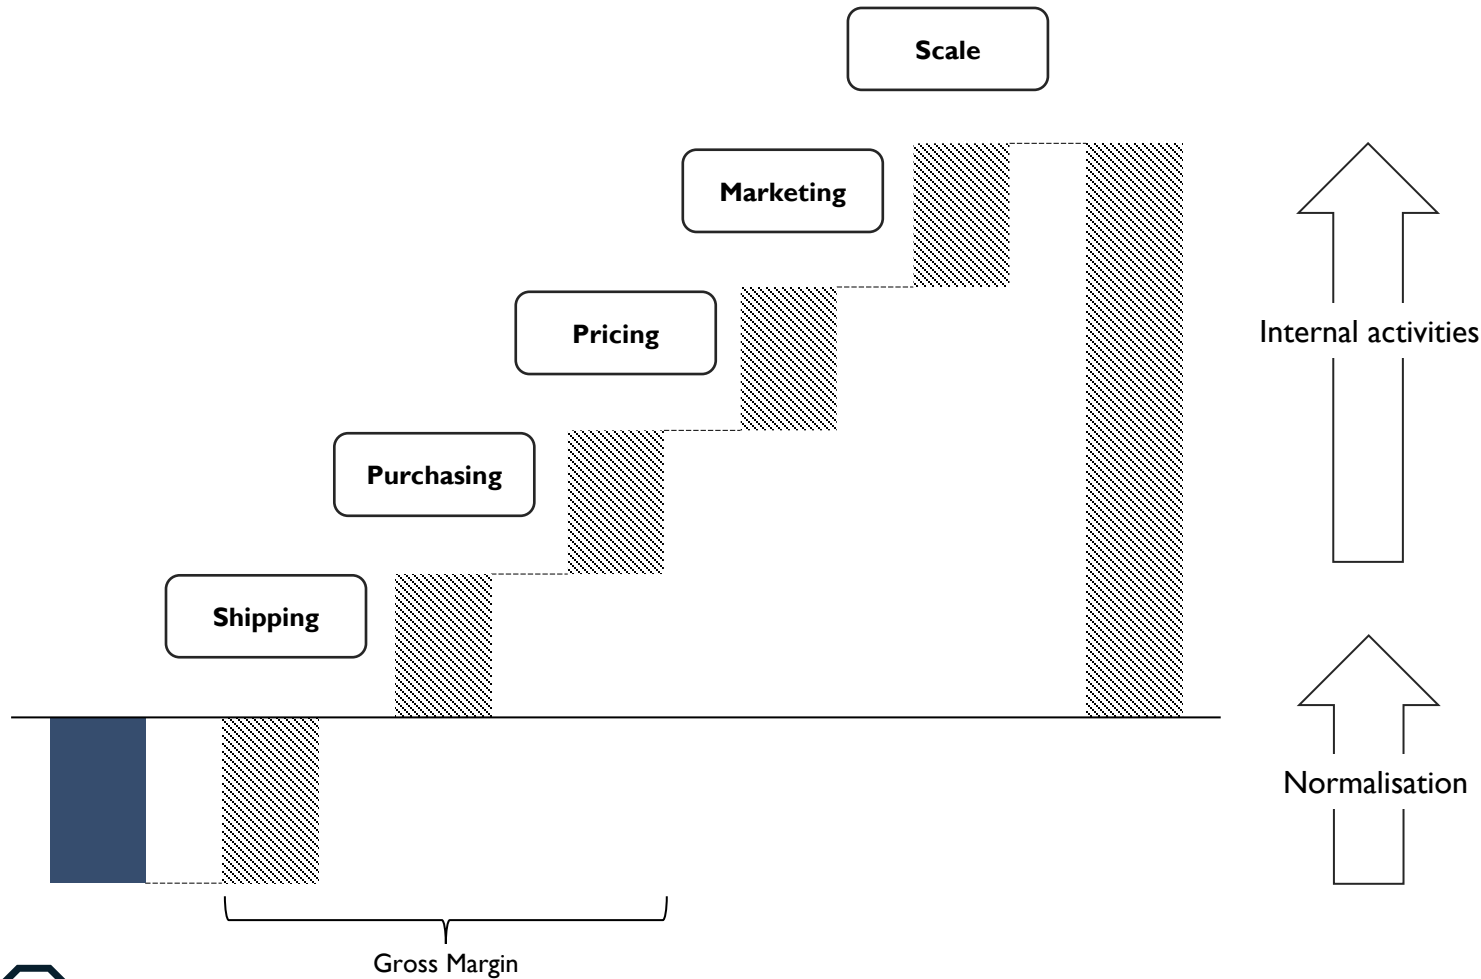 Scale
Marketing
Pricing
Internal activities
Purchasing
Shipping
Normalisation
Gross Margin